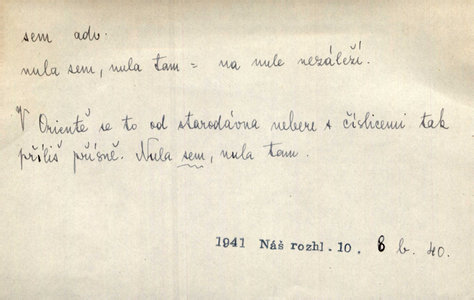 sem adv.
nula sem, nula tam = na nule nezáleží.
V Orientě se to od starodávna nebere s číslicemi tak
příliš přísně. Nula sem, nula tam.
1941 Náš rozhl. 10. 8 b. 40.